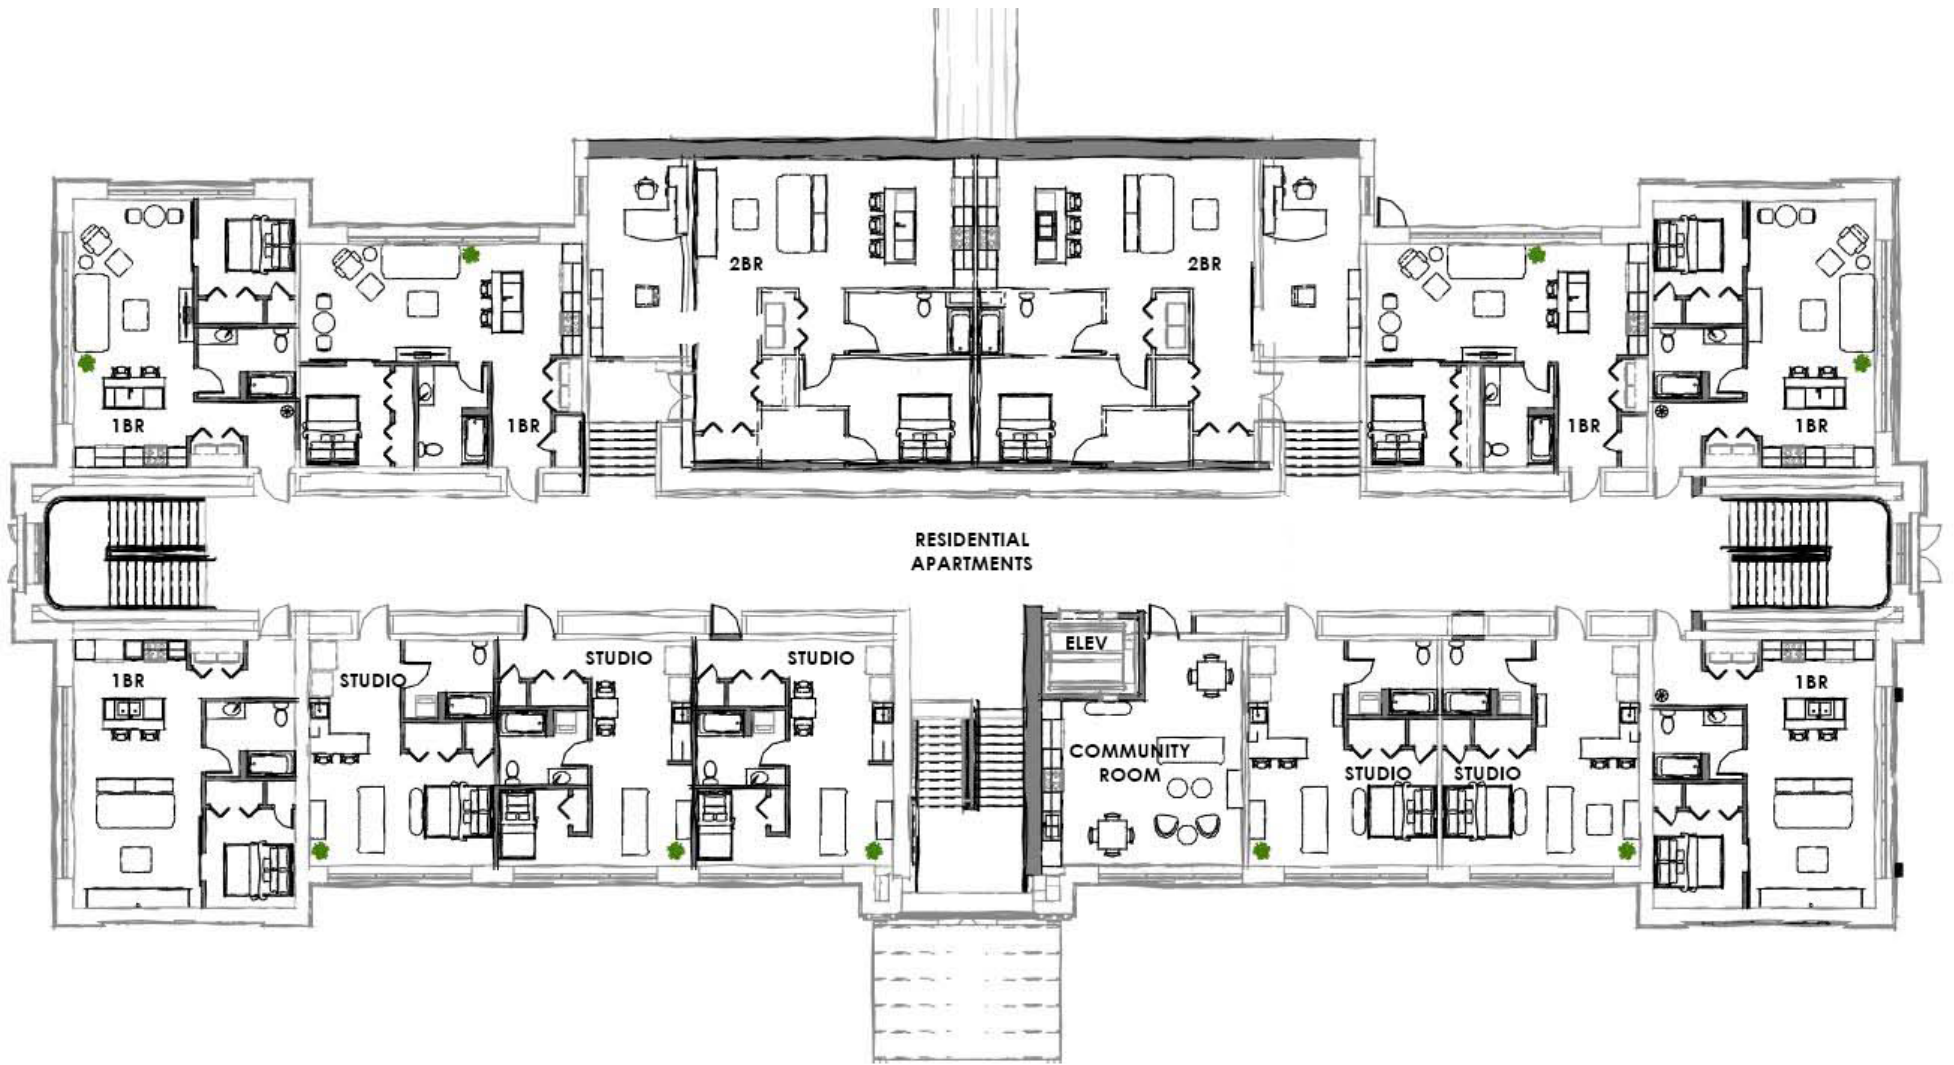 2BR
2BR
1BR
1BR
1BR
1BR
RESIDENTIAL
APARTMENTS
ELEV
STUDIO
STUDIO
STUDIO
1BR
1BR
COMMUNITY
ROOM
STUDIO
STUDIO